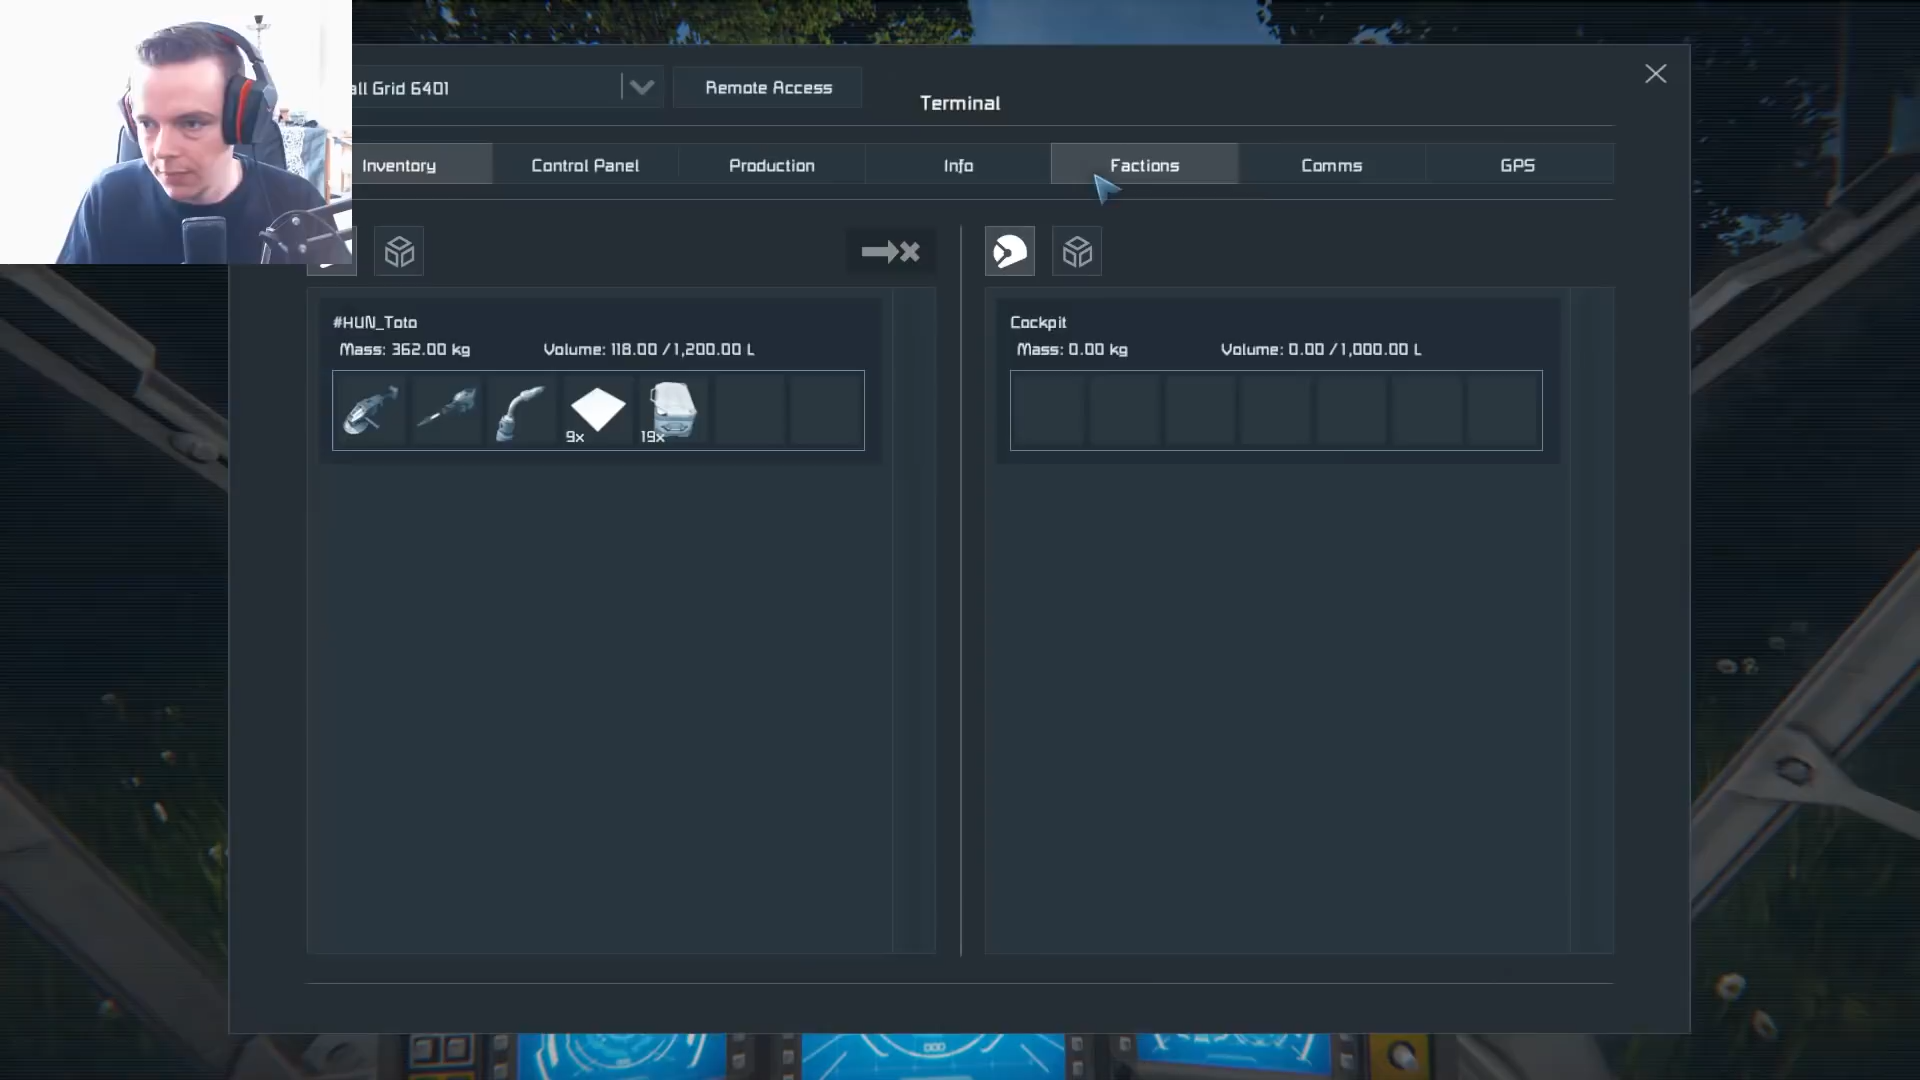 all Grid 6401
Remote Access
Terminal
Inventory
Control Panel
Production
Info
Factions
Comms
GPS
#HUN_Toto
Mass: 362.00 kg
Volume: 118.00 / 1,200.00 L
9x
19x
Cockpit
Mass: 0.00 kg
Volume: 0.00 / 1,000.00 L